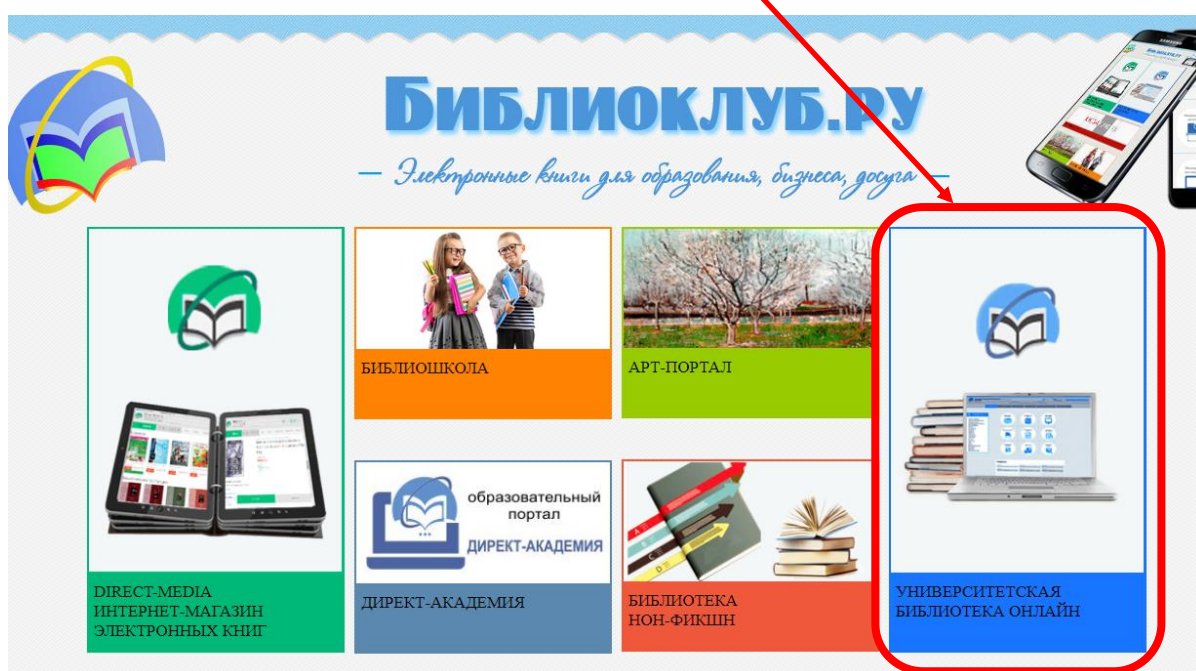 БИБЛИОКЛУБ.РУ
— Электронные книги для образования, бизнеса, досуга —
БИБЛИОШКОЛА
АРТ-ПОРТАЛ
образовательный
портал
ДИРЕКТ-АКАДЕМИЯ
DIRECT-MEDIA
ИНТЕРНЕТ-МАГАЗИН
ЭЛЕКТРОННЫХ КНИГ
ДИРЕКТ-АКАДЕМИЯ
A
B
C
D
БИБЛИОТЕКА
НОН-ФИКШН
УНИВЕРСИТЕТСКАЯ
БИБЛИОТЕКА ОНЛАЙН